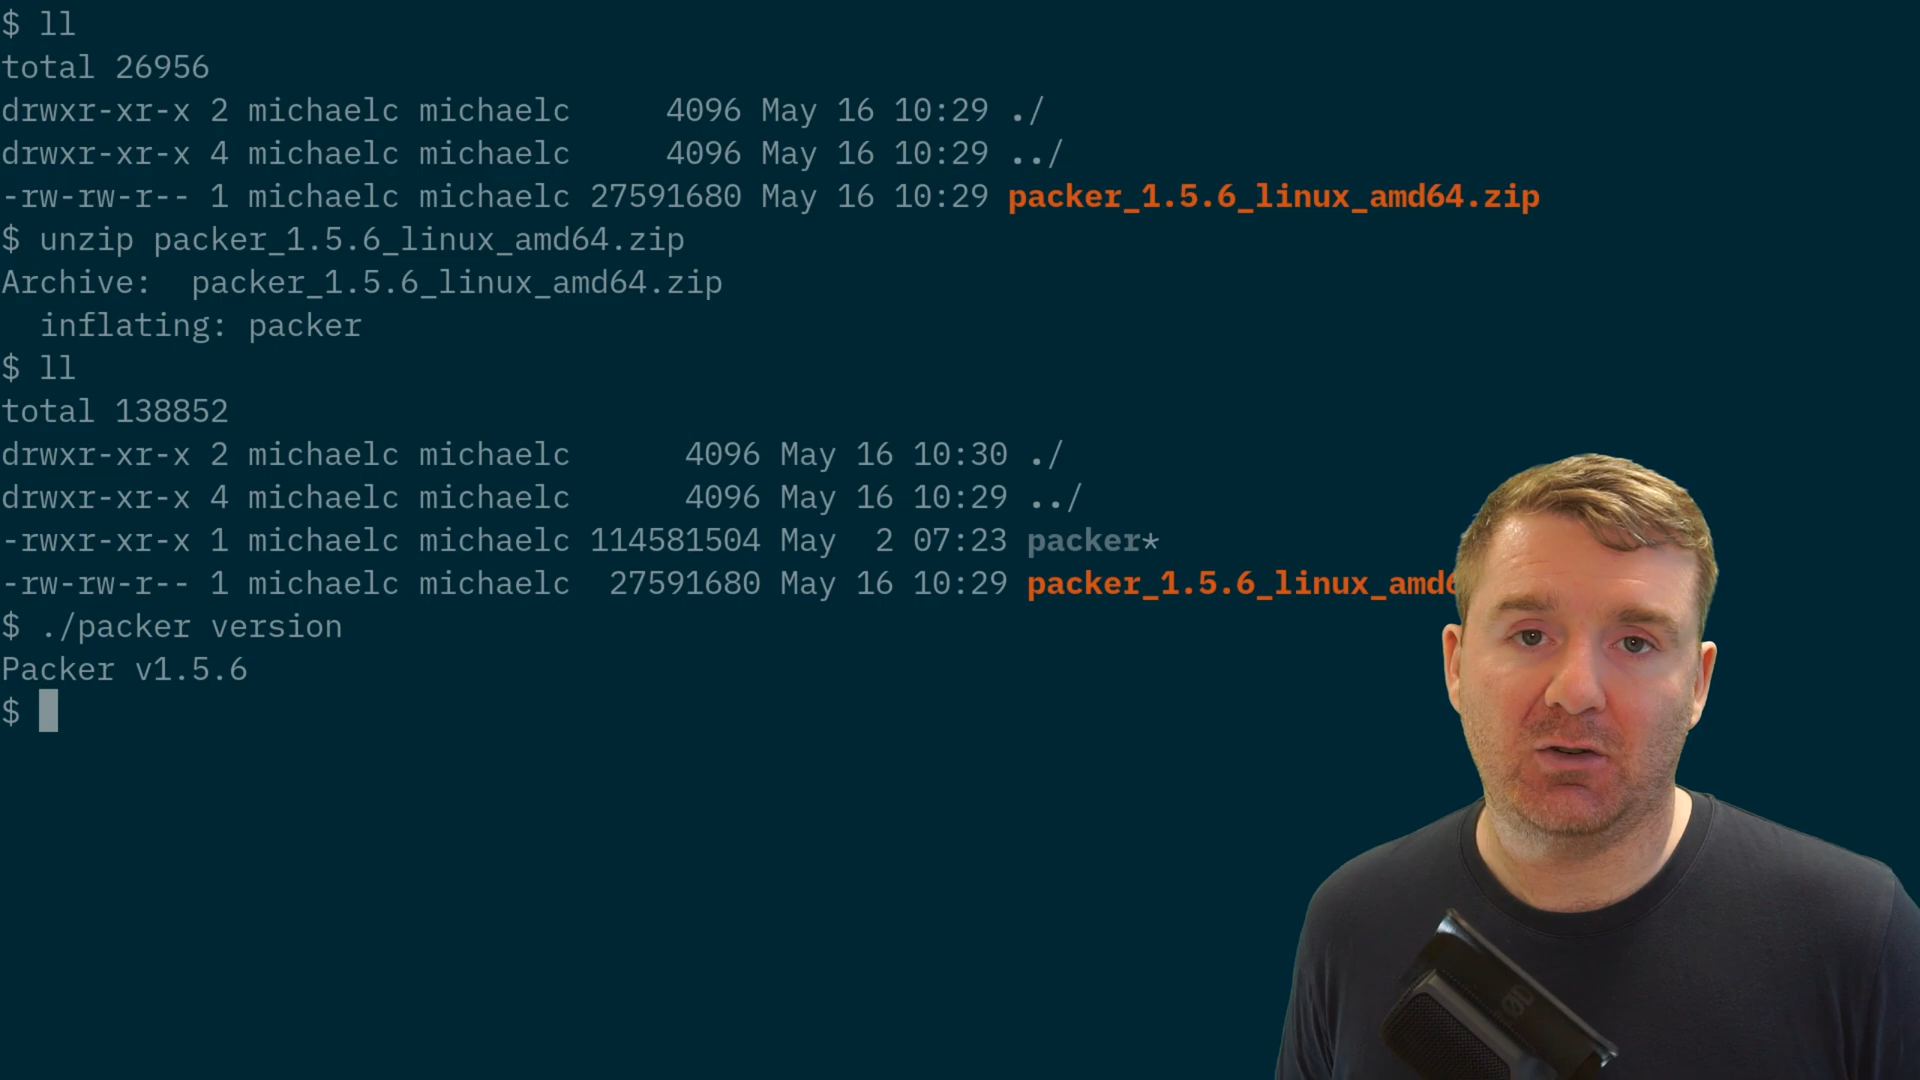 $ ll
total 26956
drwxr-xr-x 2 michaelc michaelc     4096 May 16 10:29 ./
drwxr-xr-x 4 michaelc michaelc     4096 May 16 10:29 ../
-rw-rw-r-- 1 michaelc michaelc 27591680 May 16 10:29 packer_1.5.6_linux_amd64.zip
$ unzip packer_1.5.6_linux_amd64.zip
Archive:  packer_1.5.6_linux_amd64.zip
  inflating: packer
$ ll
total 138852
drwxr-xr-x 2 michaelc michaelc      4096 May 16 10:30 ./
drwxr-xr-x 4 michaelc michaelc      4096 May 16 10:29 ../
-rwxr-xr-x 1 michaelc michaelc 114581504 May  2 07:23 packer*
-rw-rw-r-- 1 michaelc michaelc  27591680 May 16 10:29 packer_1.5.6_linux_amd6
$ ./packer version
Packer v1.5.6
$